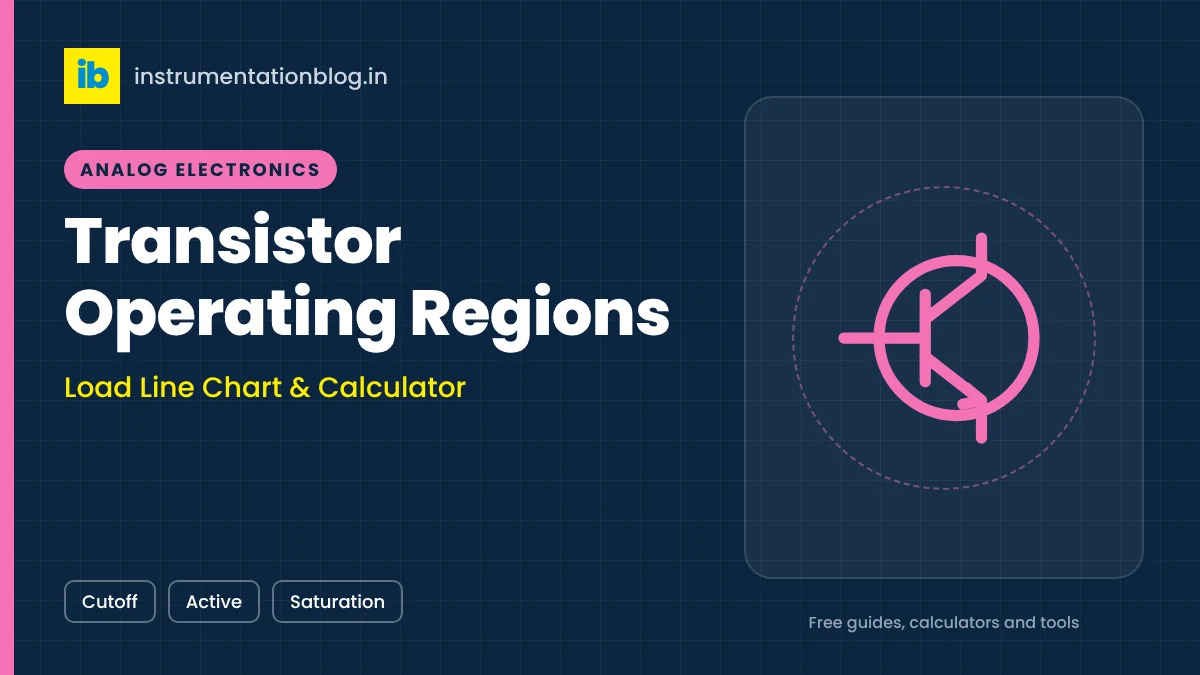 ib
instrumentationblog.in
ANALOG ELECTRONICS
Transistor
Operating Regions
Load Line Chart & Calculator
Cutoff
Active
Saturation
Free guides, calculators and tools